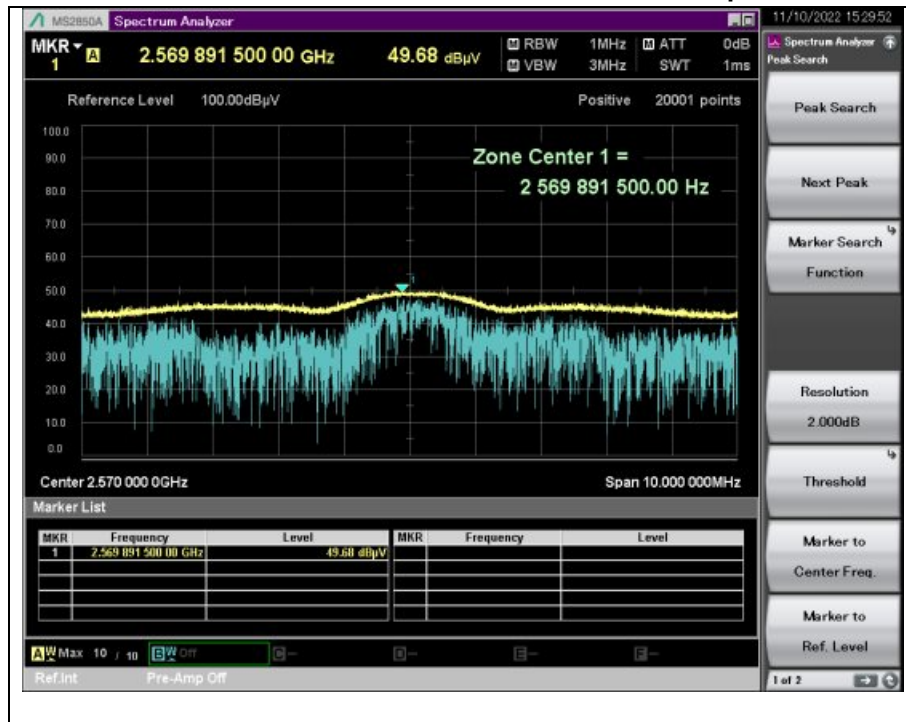 MS2850A Spectrum Analyzer
11/10/2022 15:29:52
MKR 1 A 2.569 891 500 00 GHz 49.68 dBµV
M RBW 1MHz M ATT 0dB
M VBW 3MHz SWT 1ms
Spectrum Analyzer
Peak Search
Reference Level 100.00dBµV Positive 20001 points
Peak Search
100.0
90.0
80.0
70.0
60.0
50.0
40.0
30.0
20.0
10.0
0.0
Zone Center 1 =
2 569 891 500.00 Hz
1
Next Peak
Marker Search
Function
Resolution
2.000dB
Center 2.570 000 0GHz Span 10.000 000MHz
Threshold
Marker List
MKR Frequency Level MKR Frequency Level
1 2.569 891 500 00 GHz 49.68 dBµV
Marker to
Center Freq.
Marker to
Ref. Level
A W Max 10 / 10 B W Off C — D — E — F —
Ref.Int Pre-Amp Off
1 of 2